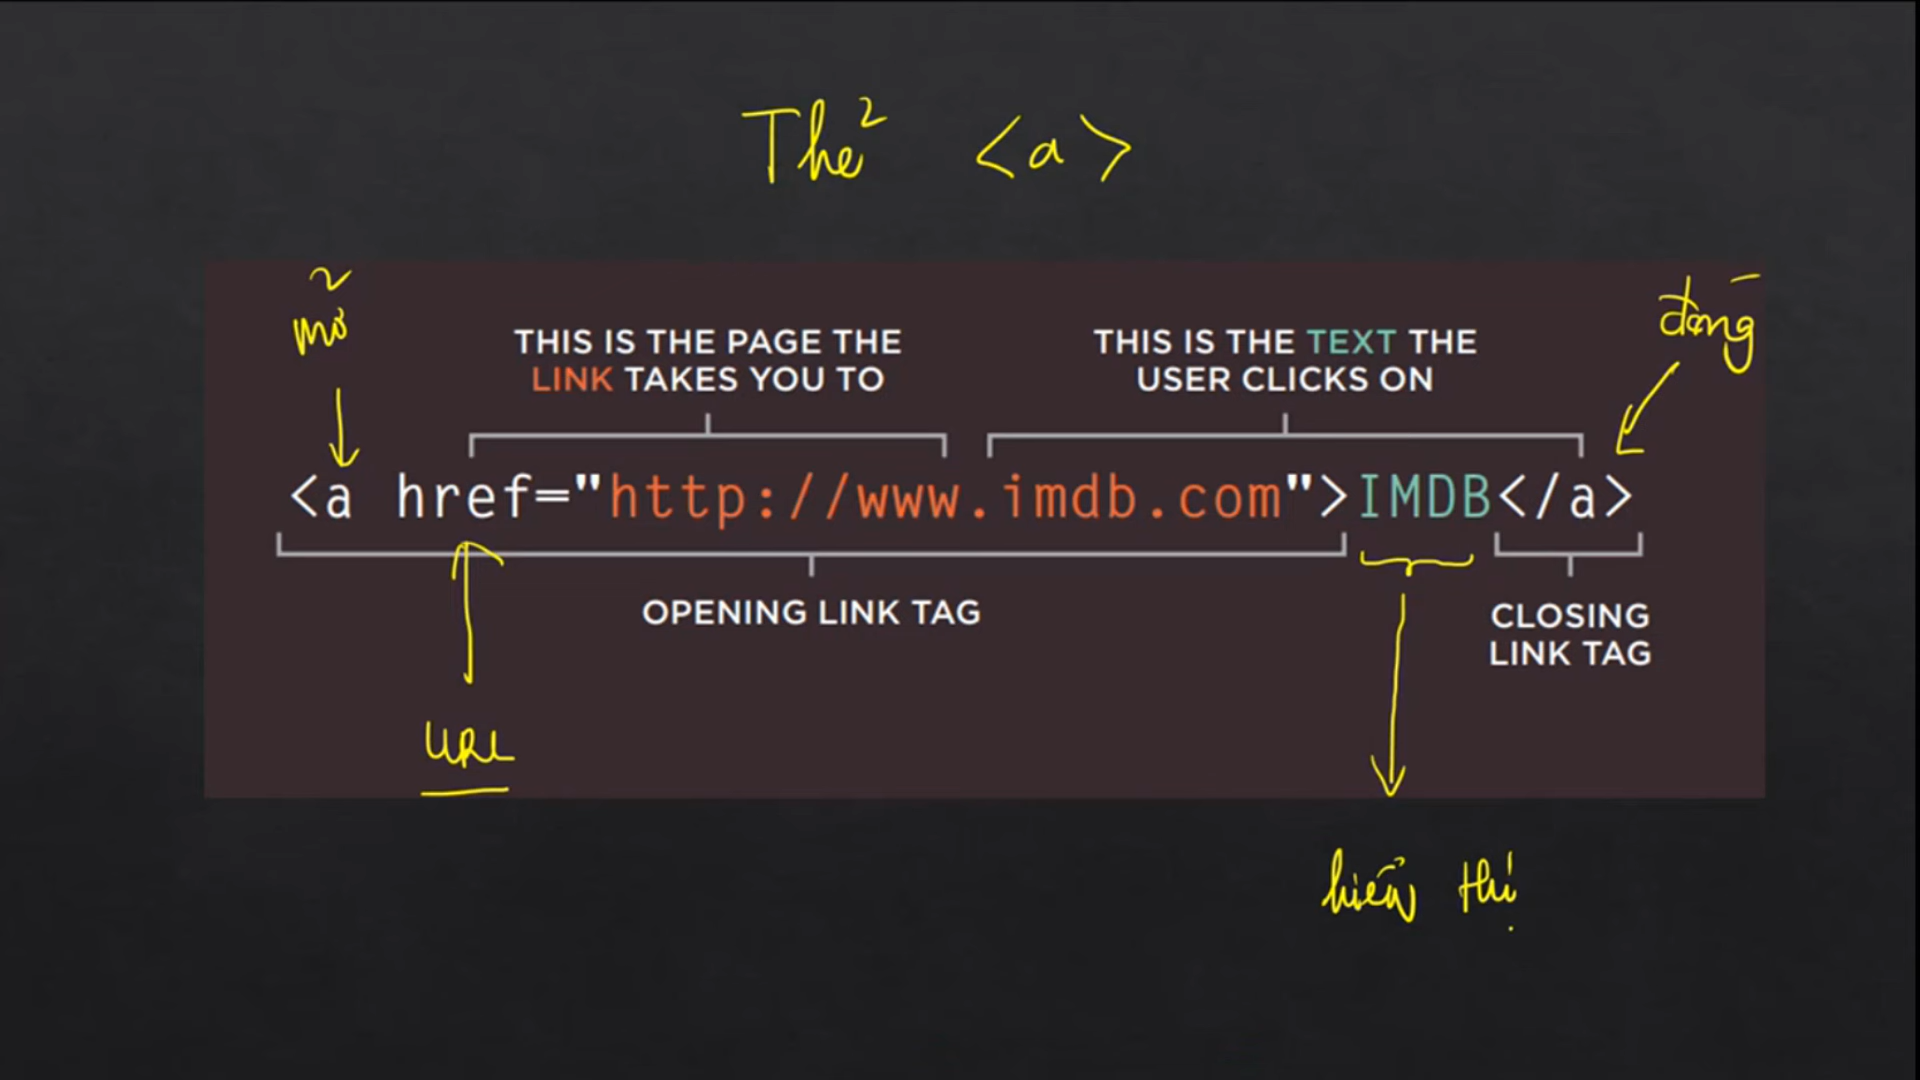 Thẻ <a>
mở
đóng
THIS IS THE PAGE THE
LINK TAKES YOU TO
THIS IS THE TEXT THE
USER CLICKS ON
<a href="http://www.imdb.com">IMDB</a>
OPENING LINK TAG
CLOSING
LINK TAG
URL
hiển thị